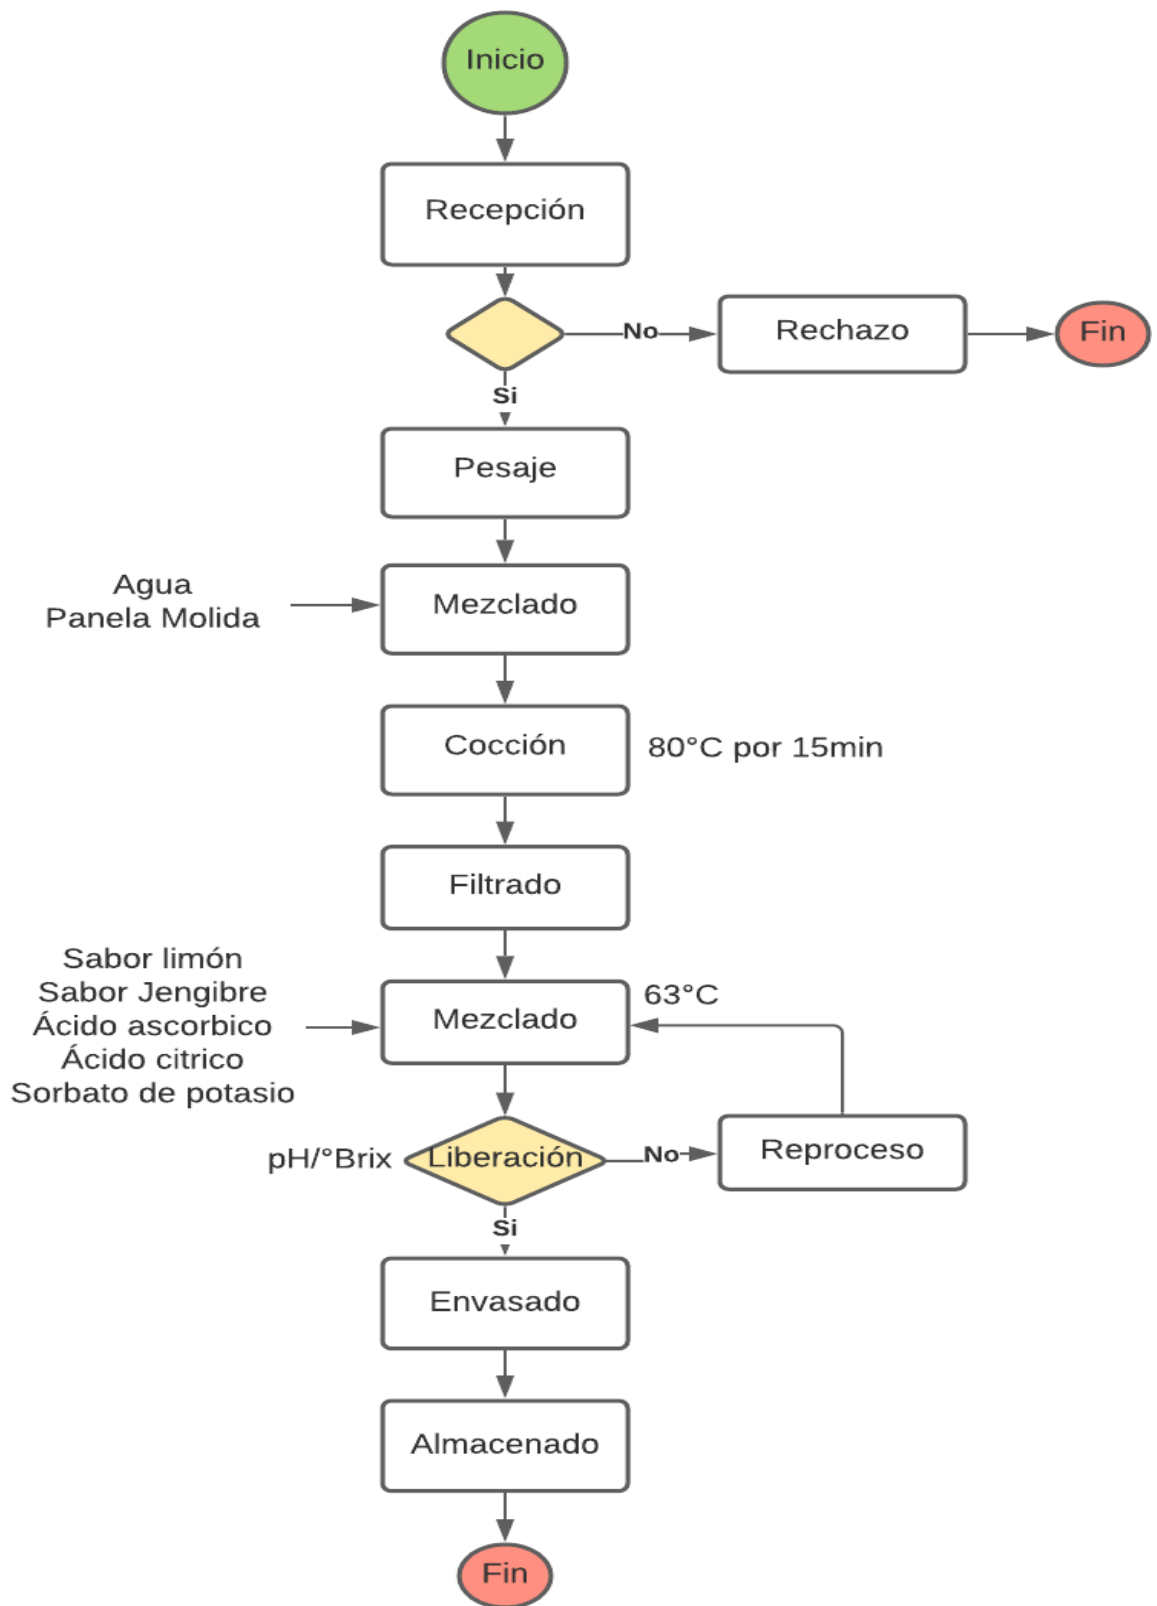 Inicio
Recepción
No
Rechazo
Fin
Si
Pesaje
Agua
Panela Molida
Mezclado
Cocción
80°C por 15min
Filtrado
Sabor limón
Sabor Jengibre
Ácido ascorbico
Ácido citrico
Sorbato de potasio
Mezclado
63°C
pH/°Brix
Liberación
No
Reproceso
Si
Envasado
Almacenado
Fin